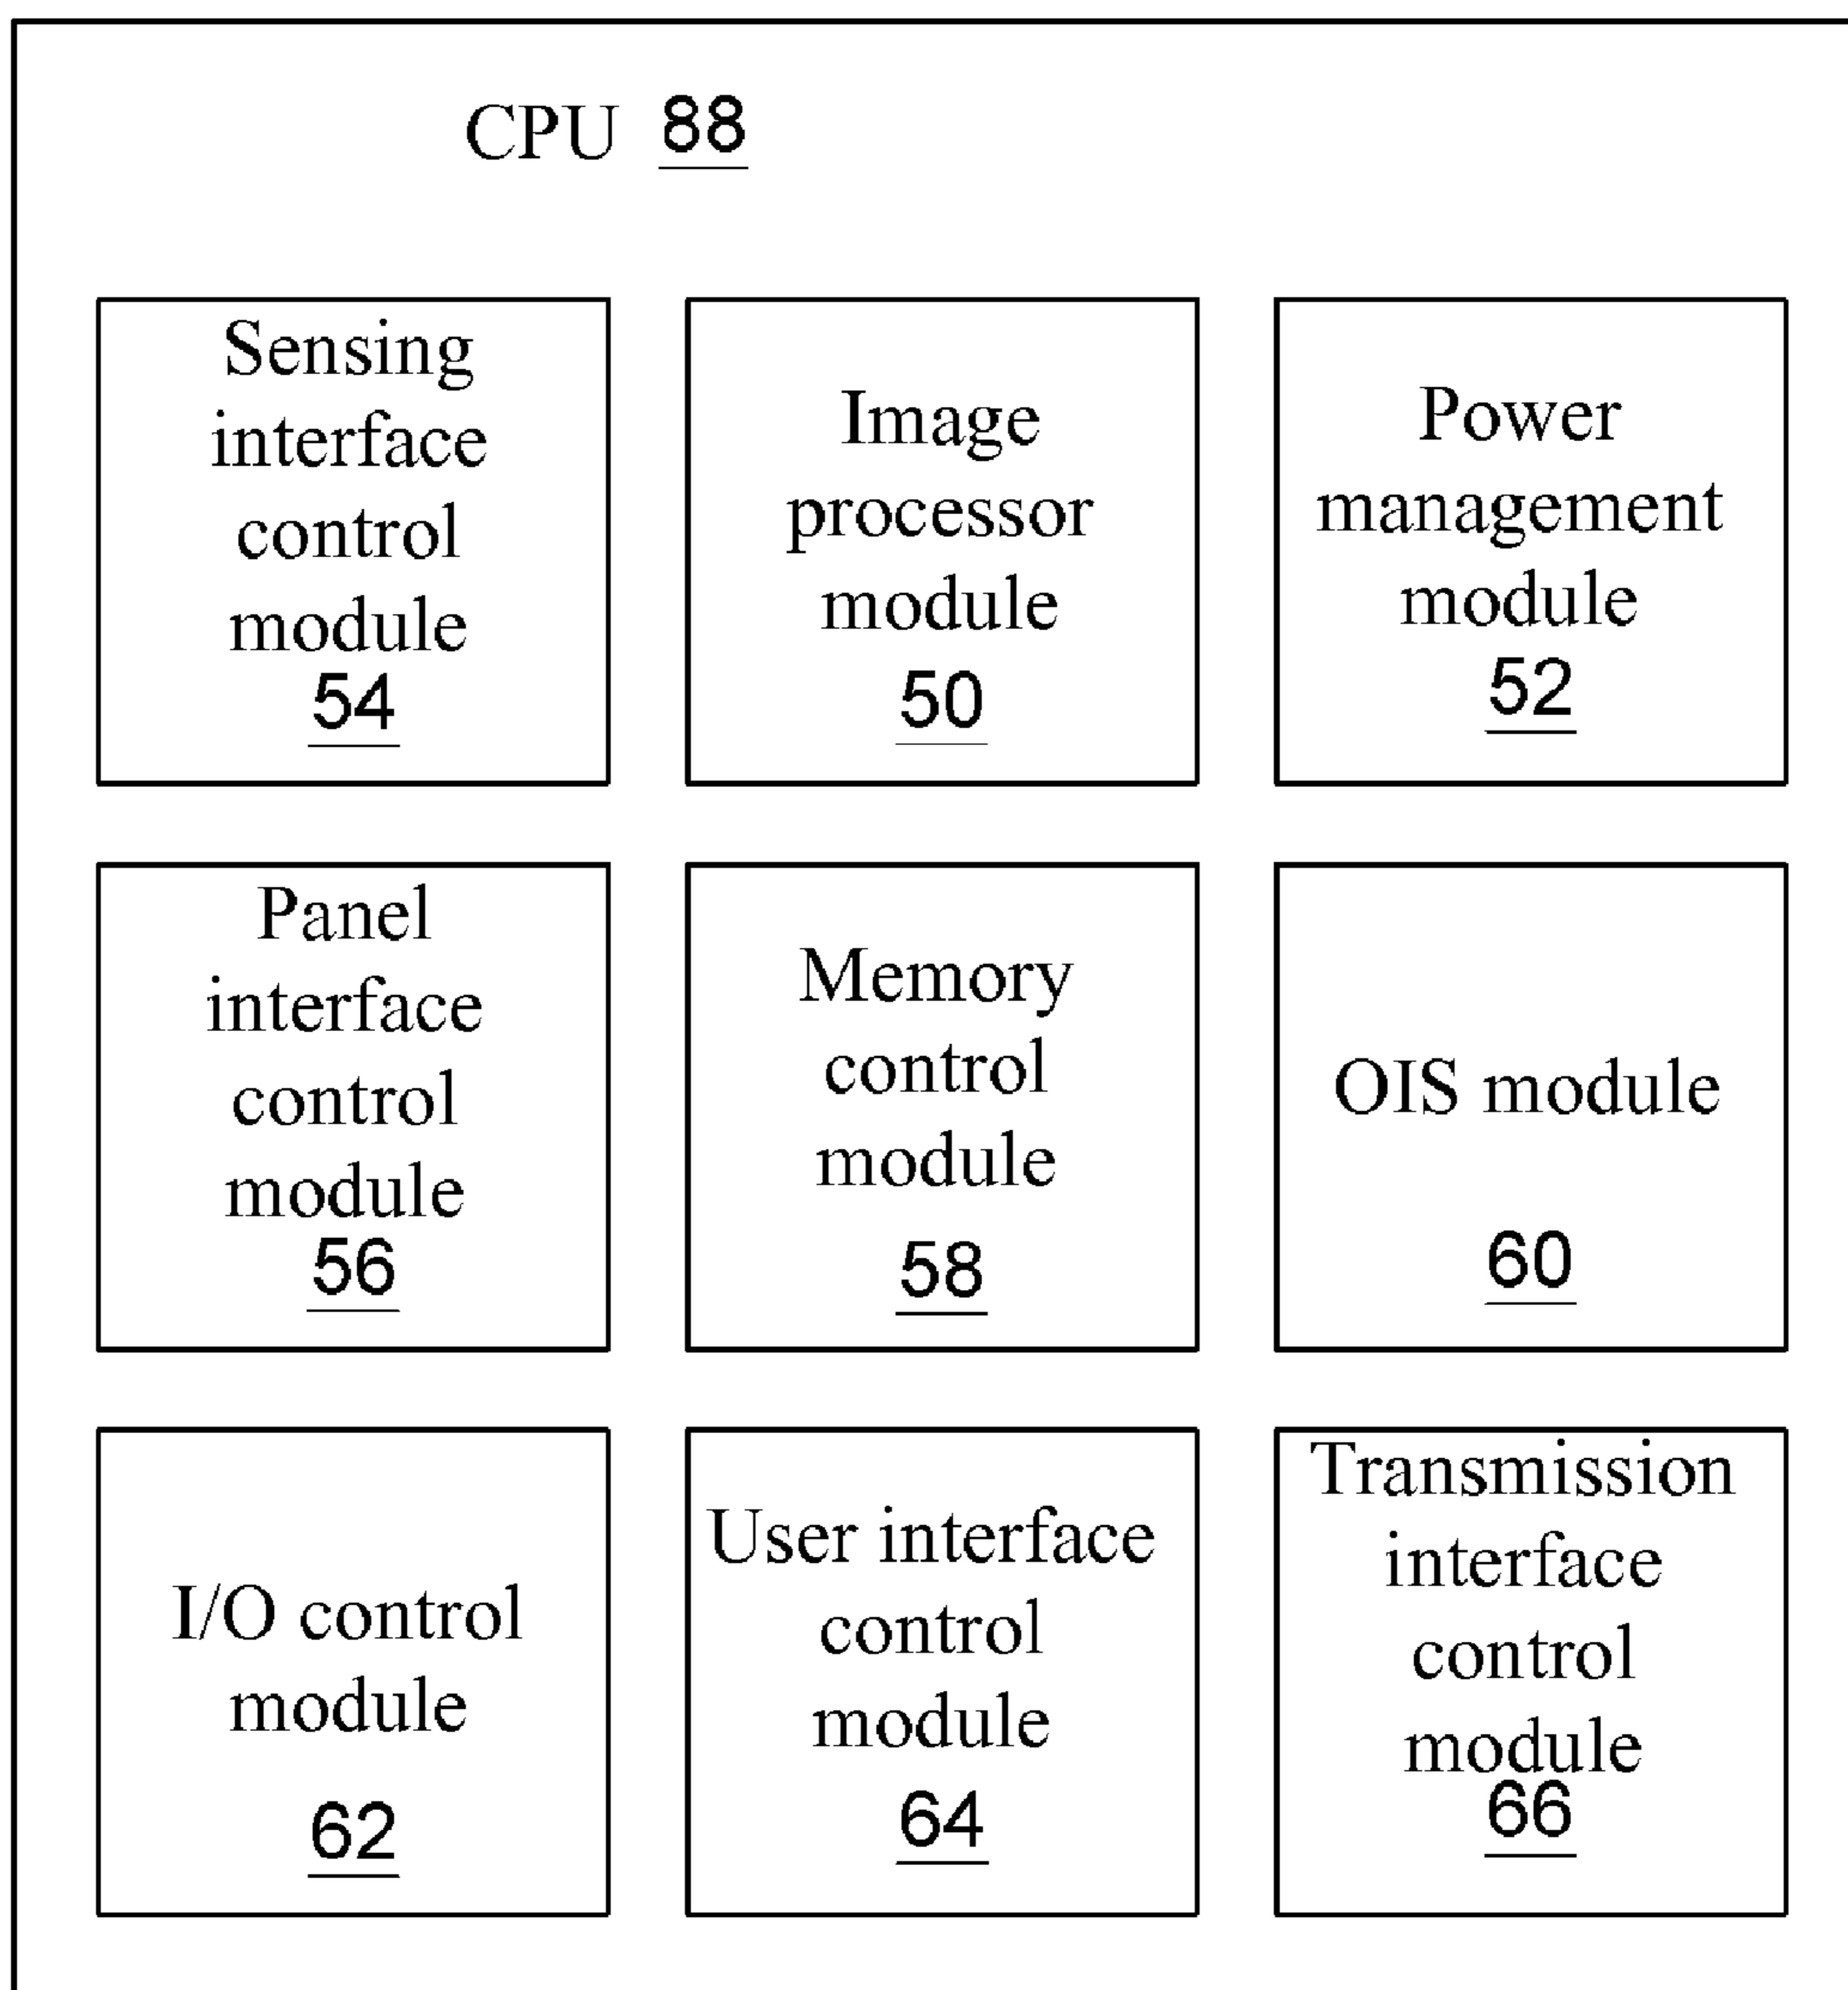 CPU 88
Sensing
interface
control
module
54
Image
processor
module
50
Power
management
module
52
Panel
interface
control
module
56
Memory
control
module
58
OIS module
60
I/O control
module
62
User interface
control
module
64
Transmission
interface
control
module
66